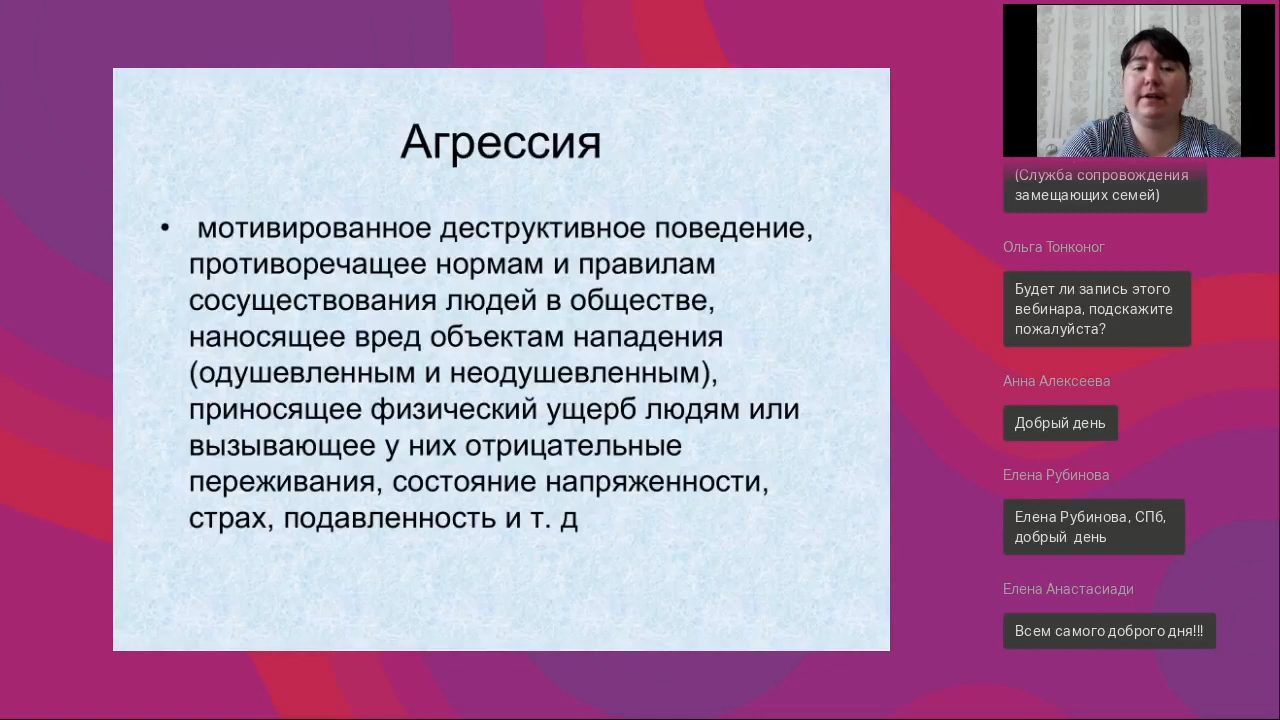 Агрессия
• мотивированное деструктивное поведение,
противоречащее нормам и правилам
сосуществования людей в обществе,
наносящее вред объектам нападения
(одушевленным и неодушевленным),
приносящее физический ущерб людям или
вызывающее у них отрицательные
переживания, состояние напряженности,
страх, подавленность и т. д
(Служба сопровождения
замещающих семей)
Ольга Тонконог
Будет ли запись этого
вебинара, подскажите
пожалуйста?
Анна Алексеева
Добрый день
Елена Рубинова
Елена Рубинова, СПб,
добрый  день
Елена Анастасиади
Всем самого доброго дня!!!